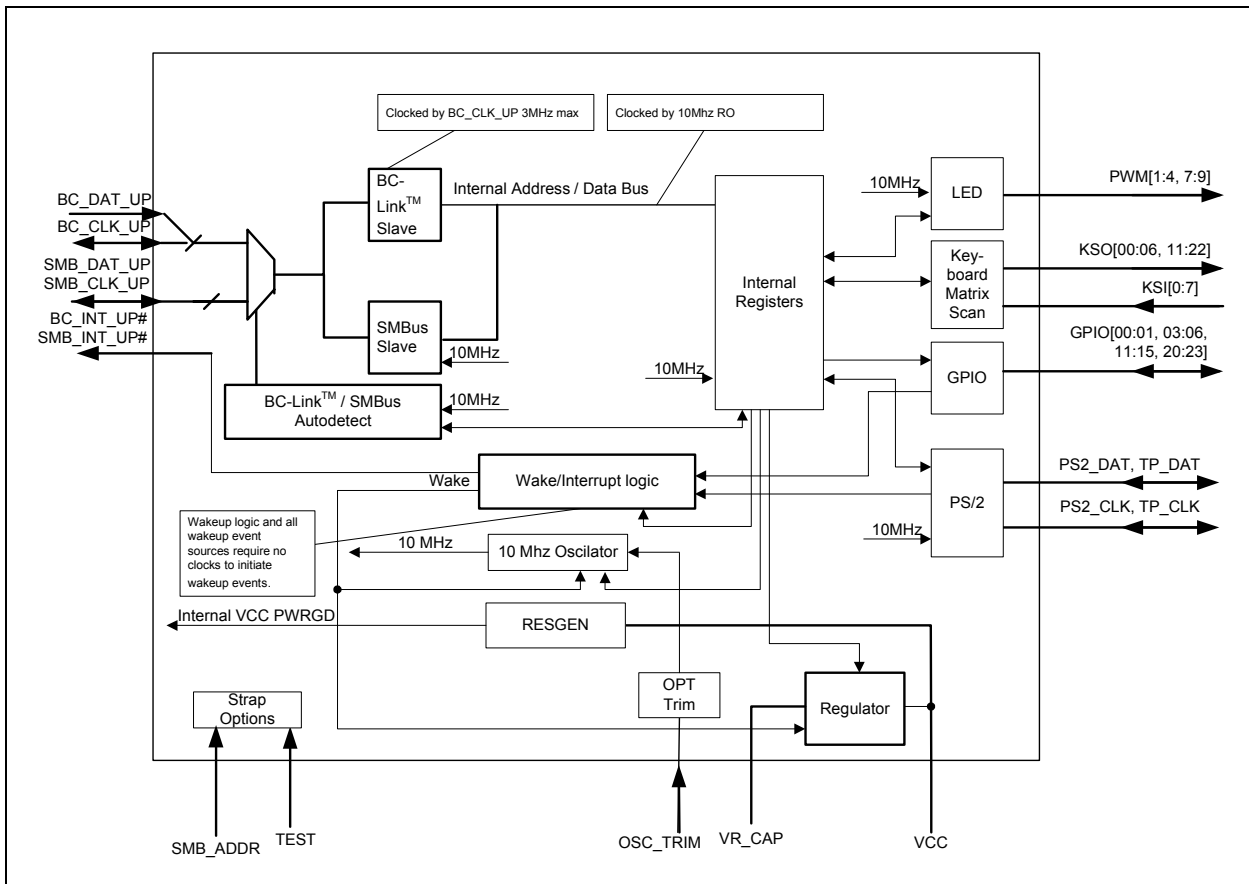 Clocked by BC_CLK_UP 3MHz max
Clocked by 10Mhz RO
BC_DAT_UP
BC_CLK_UP
SMB_DAT_UP
SMB_CLK_UP
BC_INT_UP#
SMB_INT_UP#
BC-
Link™
Slave
Internal Address / Data Bus
SMBus
Slave
10MHz
BC-Link™ / SMBus
Autodetect
10MHz
Internal
Registers
10MHz
10MHz
LED
PWM[1:4, 7:9]
Key-
board
Matrix
Scan
KSO[00:06, 11:22]
KSI[0:7]
GPIO
GPIO[00:01, 03:06,
11:15, 20:23]
PS/2
10MHz
PS2_DAT, TP_DAT
PS2_CLK, TP_CLK
Wake
Wake/Interrupt logic
Wakeup logic and all
wakeup event
sources require no
clocks to initiate
wakeup events.
10 MHz
10 Mhz Oscilator
Internal VCC PWRGD
RESGEN
OPT
Trim
Regulator
Strap
Options
SMB_ADDR
TEST
OSC_TRIM
VR_CAP
VCC